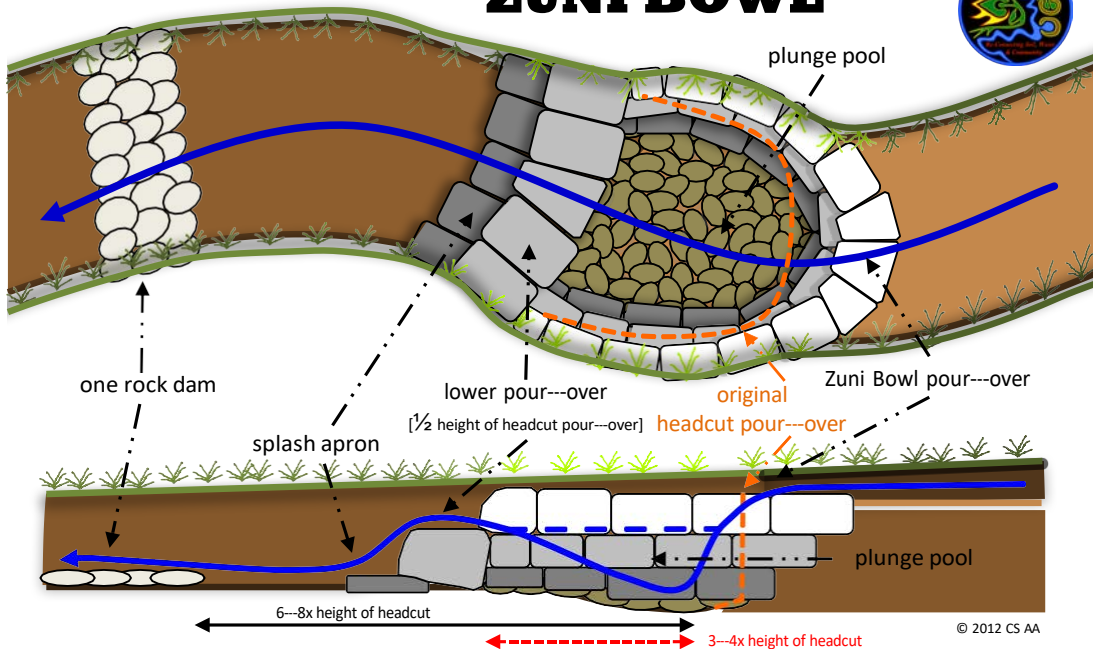 ZUNI BOWL
plunge pool
one rock dam
splash apron
lower pour---over
[½ height of headcut pour---over]
original
headcut pour---over
Zuni Bowl pour---over
plunge pool
6---8x height of headcut
3---4x height of headcut
© 2012 CS AA